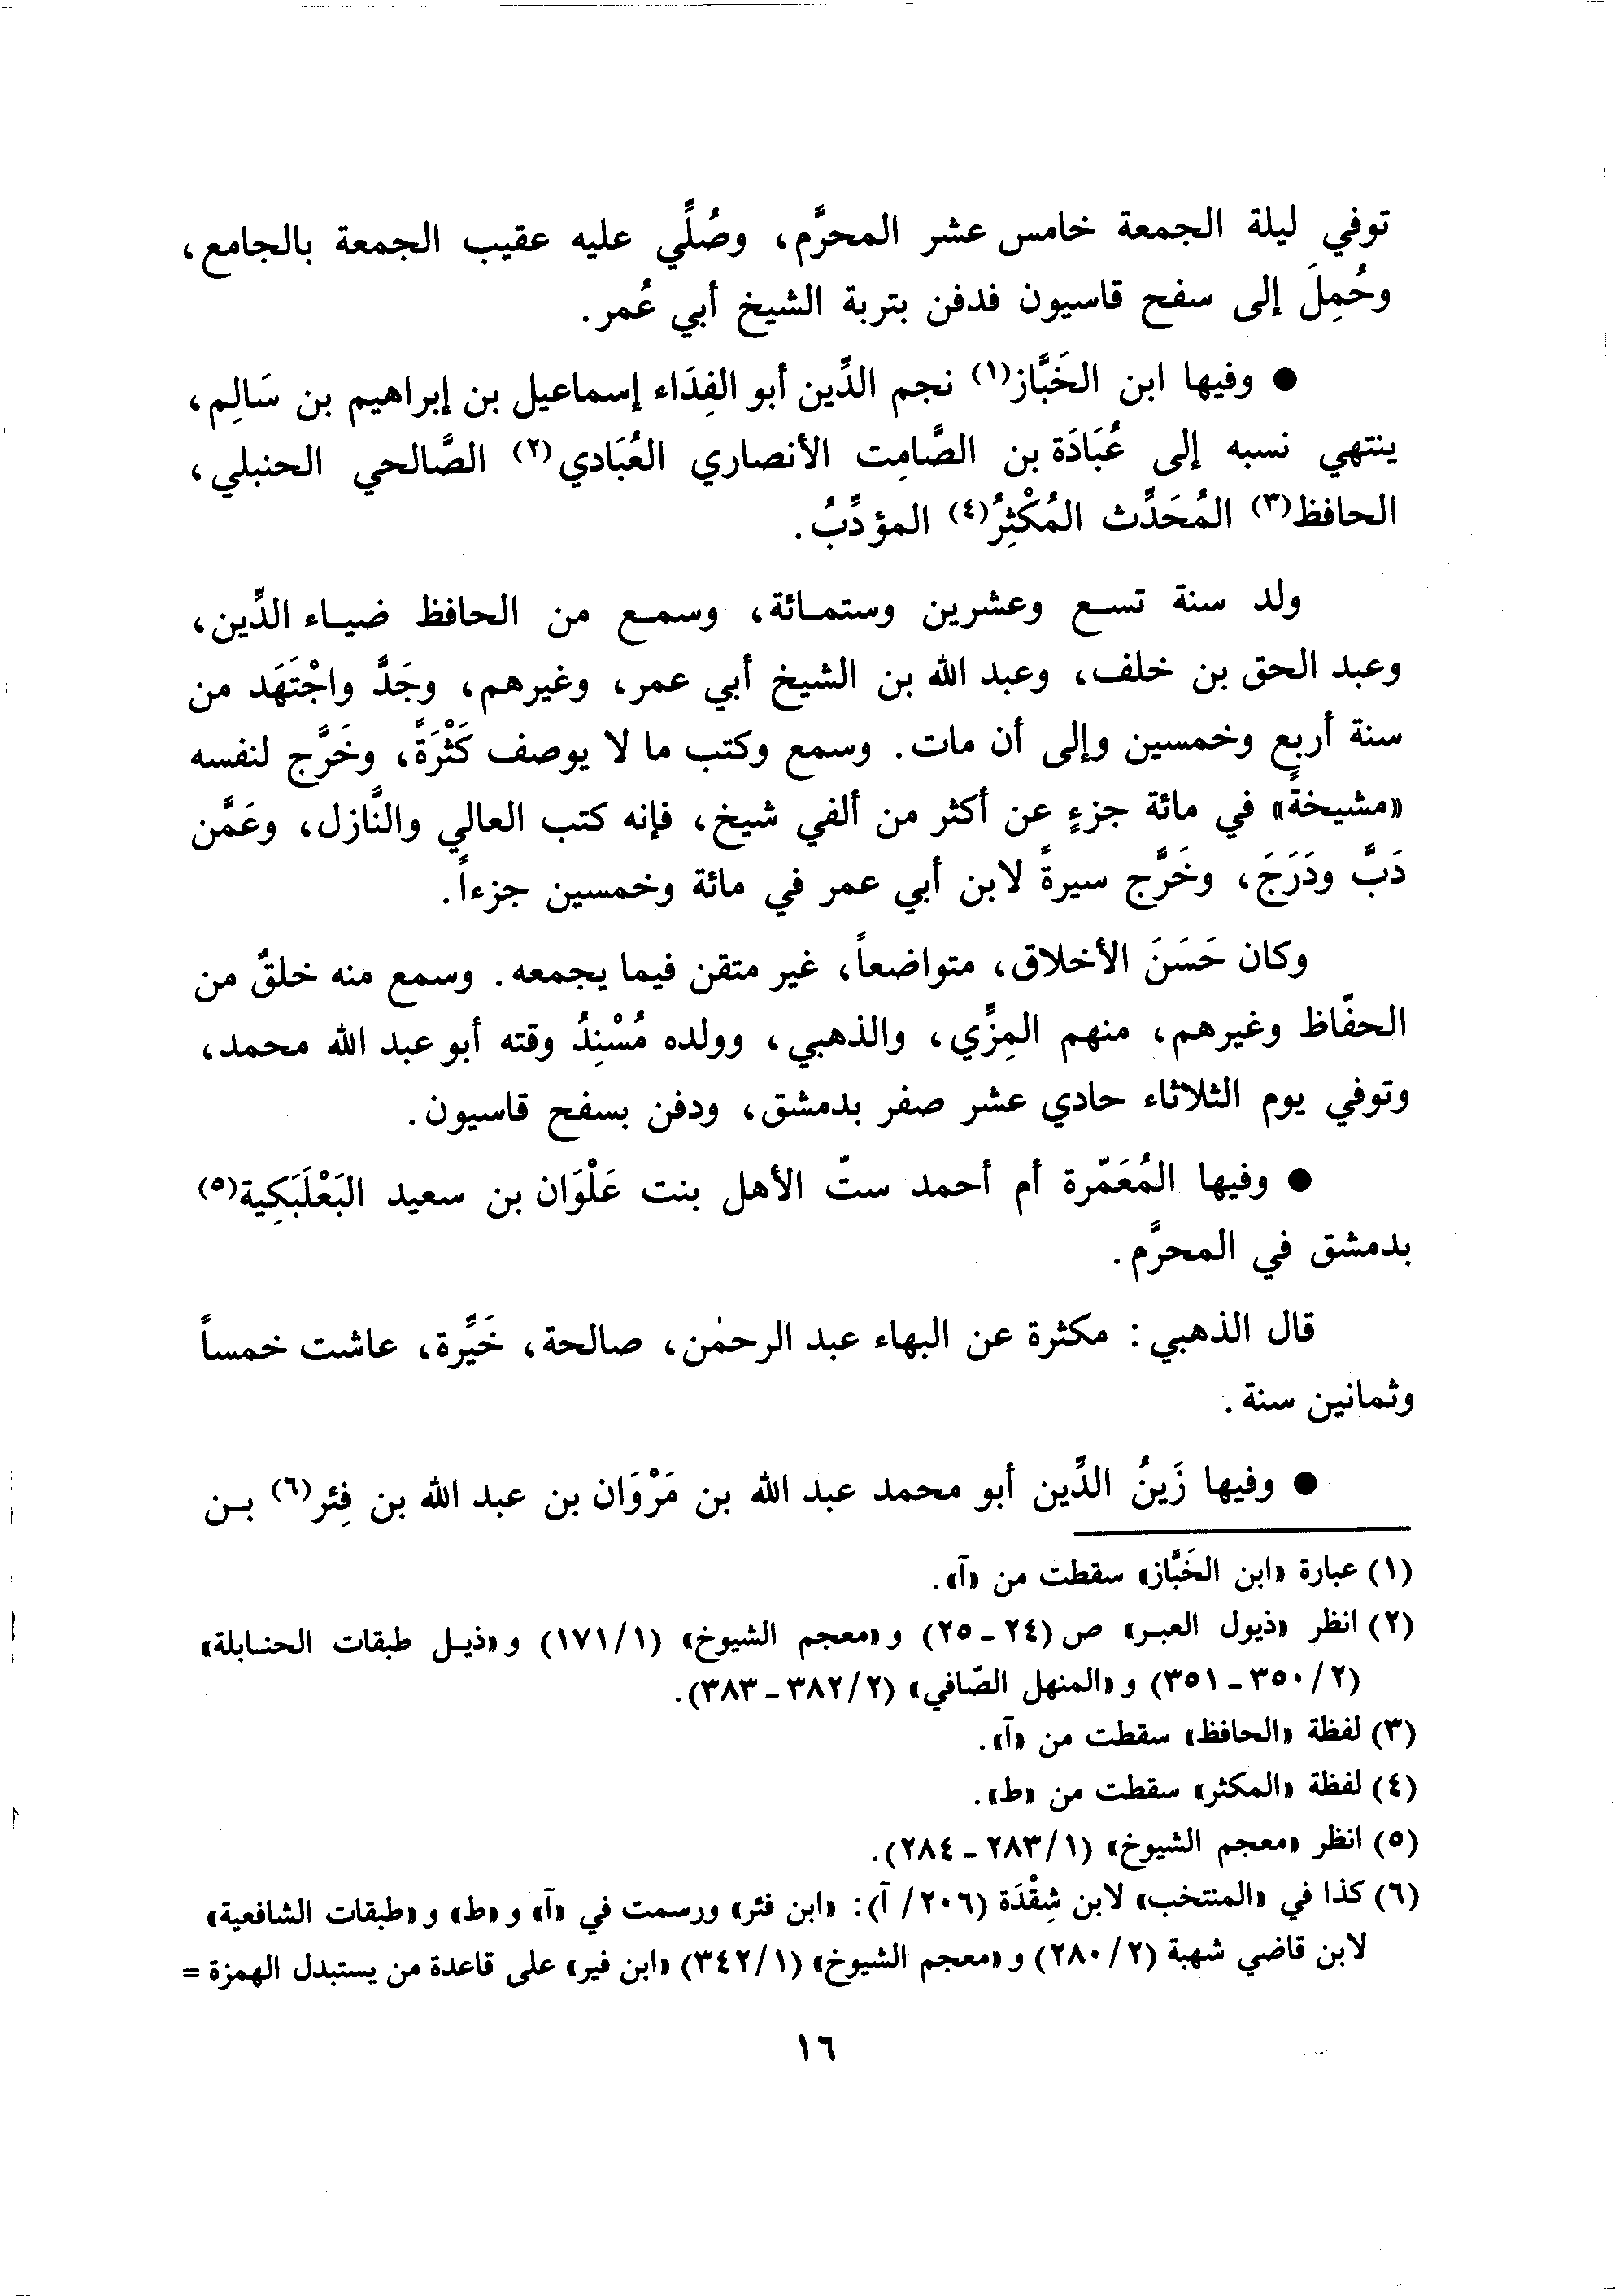 توفي ليلة الجمعة خامس عشر المحرَّم، وصُلِّي عليه عقيب الجمعة بالجامع،
وحُمِلَ إلى سفح قاسيون فدفن بتربة الشيخ أبي عُمر.
● وفيها ابن الخَبَّاز(١) نجم الدِّين أبو الفِدَاء إسماعيل بن إبراهيم بن سَالِم،
ينتهي نسبه إلى عُبَادَة بن الصَّامِت الأنصاري العُبَادي(٢) الصَّالحي الحنبلي،
الحافظ(٣) المُحَدِّث المُكْثِرُ(٤) المؤدِّبُ.
ولد سنة تسع وعشرين وستمائة، وسمع من الحافظ ضياء الدِّين،
وعبد الحق بن خلف، وعبد الله بن الشيخ أبي عمر، وغيرهم، وجَدَّ واجْتَهَد من
سنة أربع وخمسين وإلى أن مات. وسمع وكتب ما لا يوصف كَثْرَةً، وخَرَّج لنفسه
«مشيخةً» في مائة جزءٍ عن أكثر من ألفي شيخ، فإنه كتب العالي والنَّازل، وعَمَّن
دَبَّ ودَرَجَ، وخَرَّج سيرةً لابن أبي عمر في مائة وخمسين جزءاً.
وكان حَسَنَ الأخلاق، متواضعاً، غير متقن فيما يجمعه. وسمع منه خلقٌ من
الحفّاظ وغيرهم، منهم المِزِّي، والذهبي، وولده مُسْنِدُ وقته أبو عبد الله محمد،
وتوفي يوم الثلاثاء حادي عشر صفر بدمشق، ودفن بسفح قاسيون.
● وفيها المُعَمّرة أم أحمد ستّ الأهل بنت عَلْوَان بن سعيد البَعْلَبَكِية(٥)
بدمشق في المحرَّم.
قال الذهبي: مكثرة عن البهاء عبد الرحمٰن، صالحة، خَيِّرة، عاشت خمساً
وثمانين سنة.
● وفيها زَينُ الدِّين أبو محمد عبد الله بن مَرْوَان بن عبد الله بن فِئر(٦) بن
(١) عبارة «ابن الخَبَّاز» سقطت من «آ».
(٢) انظر «ذيول العبر» ص (٢٤ - ٢٥) و«معجم الشيوخ» (١/١٧١) و«ذيل طبقات الحنابلة»
(٢/٣٥٠ - ٣٥١) و«المنهل الصّافي» (٢/٣٨٢ - ٣٨٣).
(٣) لفظة «الحافظ» سقطت من «آ».
(٤) لفظة «المكثر» سقطت من «ط».
(٥) انظر «معجم الشيوخ» (١/٢٨٣ - ٢٨٤).
(٦) كذا في «المنتخب» لابن شِقْدَة (٢٠٦/ آ): «ابن فئر» ورسمت في «آ» و«ط» و«طبقات الشافعية»
لابن قاضي شهبة (٢/٢٨٠) و«معجم الشيوخ» (١/٣٤٢) «ابن فير» على قاعدة من يستبدل الهمزة =
١٦